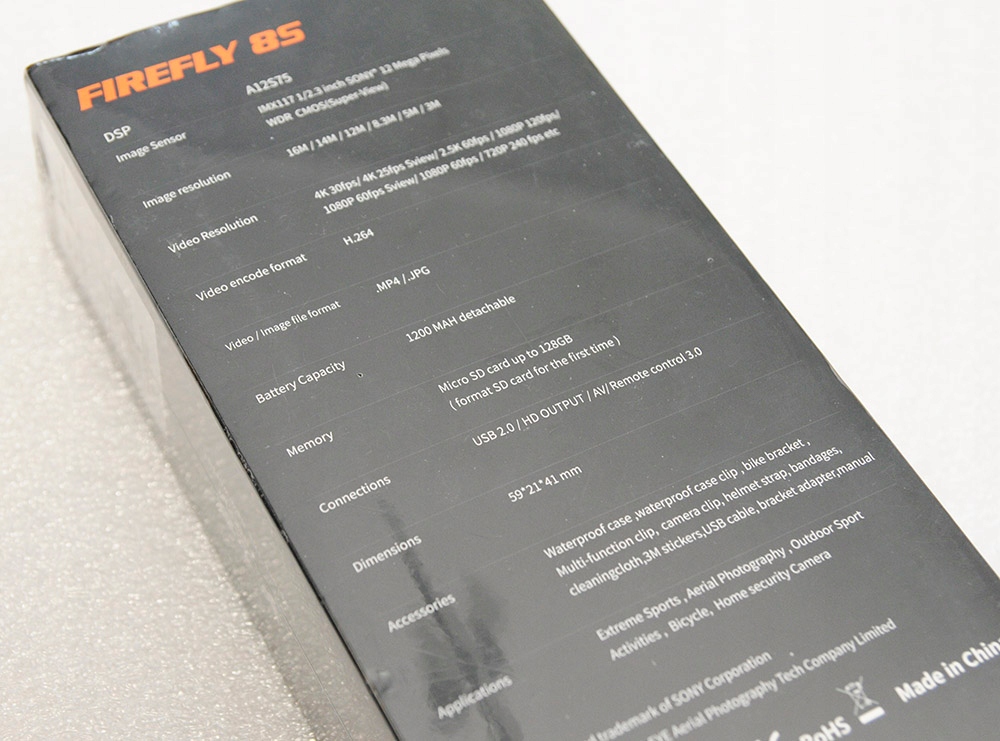 FIREFLY 8S
DSP A12S75
Image Sensor IMX117 1/2.3 inch SONY® 12 Mega Pixels
WDR CMOS(Super-View)
Image resolution 16M / 14M / 12M / 8.3M / 5M / 3M
Video Resolution 4K 30fps/ 4K 25fps Sview/ 2.5K 60fps / 1080P 120fps/
1080P 60fps Sview/ 1080P 60fps / 720P 240 fps etc
Video encode format H.264
Video / Image file format .MP4 / .JPG
Battery Capacity 1200 MAH detachable
Memory Micro SD card up to 128GB
( format SD card for the first time )
Connections USB 2.0 / HD OUTPUT / AV/ Remote control 3.0
Dimensions 59*21*41 mm
Accessories Waterproof case ,waterproof case clip , bike bracket ,
Multi-function clip, camera clip, helmet strap, bandages,
cleaningcloth,3M stickers,USB cable, bracket adapter,manual
Applications Extreme Sports , Aerial Photography , Outdoor Sport
Activities , Bicycle, Home security Camera
trademark of SONY Corporation
EYE Aerial Photography Tech Company Limited
RoHS Made in China